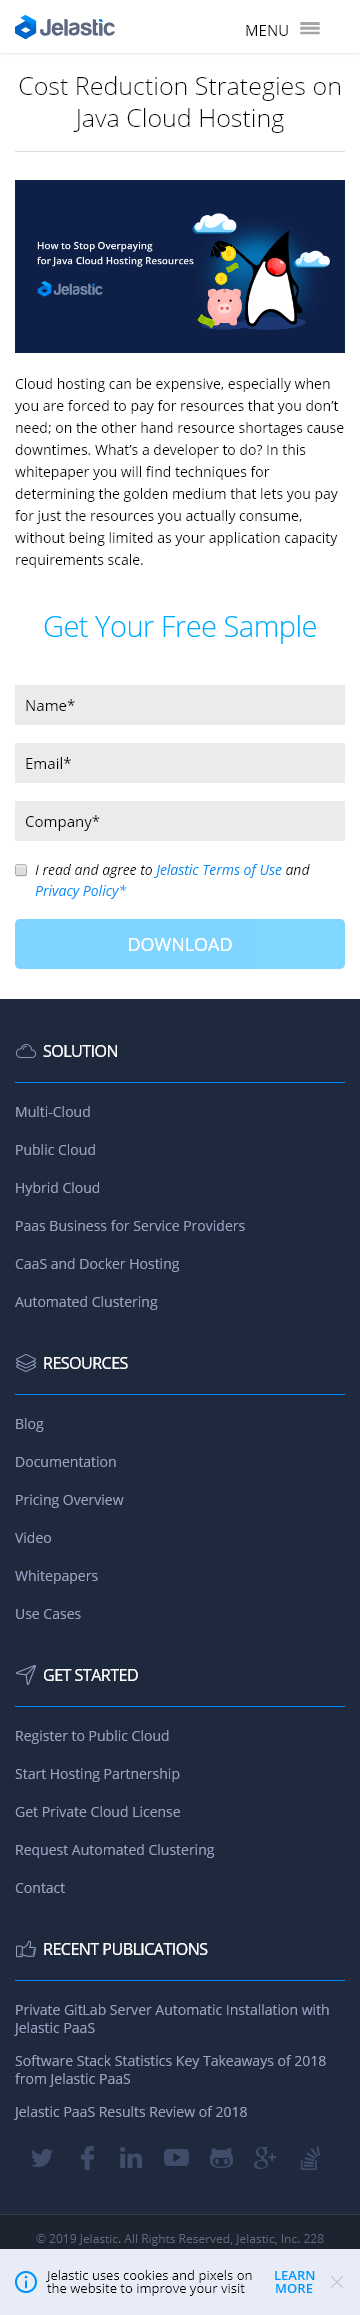 Jelastic
MENU
Cost Reduction Strategies on
Java Cloud Hosting
How to Stop Overpaying
for Java Cloud Hosting Resources
Jelastic
Cloud hosting can be expensive, especially when
you are forced to pay for resources that you don’t
need; on the other hand resource shortages cause
downtimes. What’s a developer to do? In this
whitepaper you will find techniques for
determining the golden medium that lets you pay
for just the resources you actually consume,
without being limited as your application capacity
requirements scale.
Get Your Free Sample
Name*
Email*
Company*
I read and agree to Jelastic Terms of Use and
Privacy Policy*
DOWNLOAD
SOLUTION
Multi-Cloud
Public Cloud
Hybrid Cloud
Paas Business for Service Providers
CaaS and Docker Hosting
Automated Clustering
RESOURCES
Blog
Documentation
Pricing Overview
Video
Whitepapers
Use Cases
GET STARTED
Register to Public Cloud
Start Hosting Partnership
Get Private Cloud License
Request Automated Clustering
Contact
RECENT PUBLICATIONS
Private GitLab Server Automatic Installation with
Jelastic PaaS
Software Stack Statistics Key Takeaways of 2018
from Jelastic PaaS
Jelastic PaaS Results Review of 2018
© 2019 Jelastic. All Rights Reserved, Jelastic, Inc. 228
Jelastic uses cookies and pixels on
the website to improve your visit
LEARN
MORE